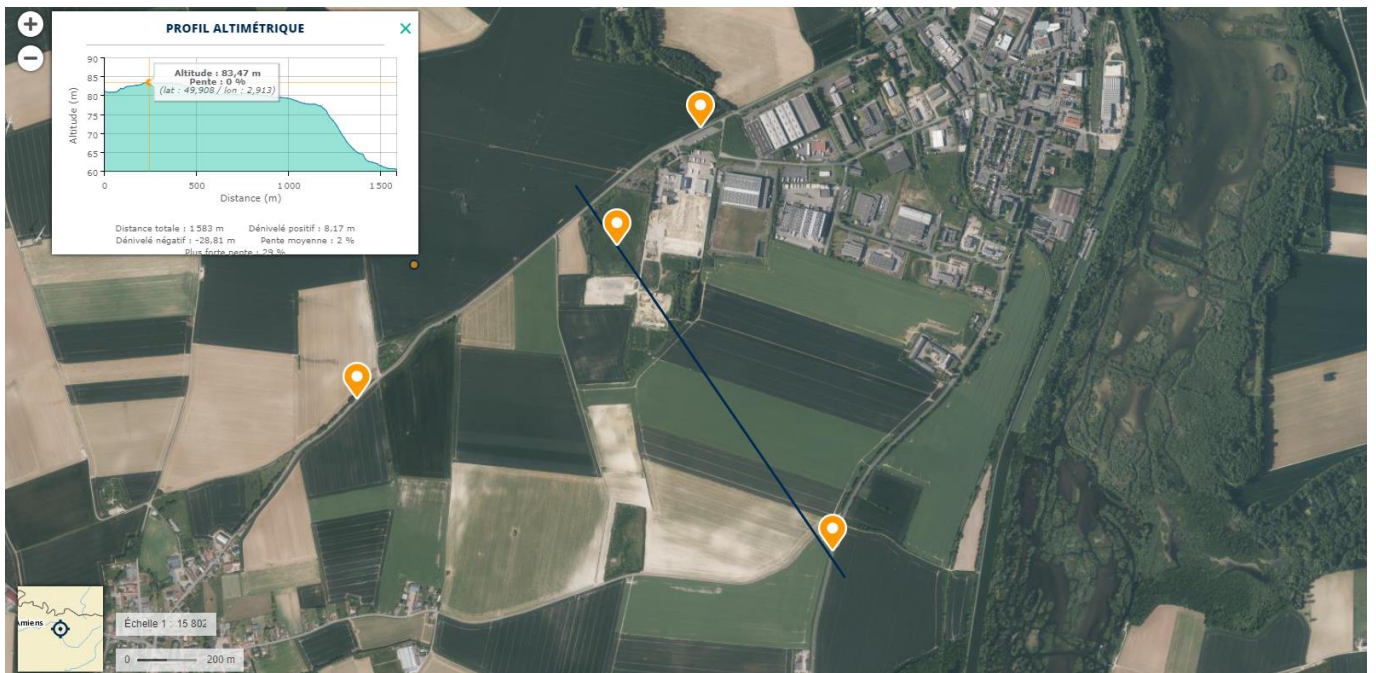 +
−
PROFIL ALTIMÉTRIQUE
×
90
85
80
75
70
65
60
Altitude (m)
Altitude : 83,47 m
Pente : 0 %
(lat : 49,908 / lon : 2,913)
0 500 1 000 1 500
Distance (m)
Distance totale : 1 583 m Dénivelé positif : 8,17 m
Dénivelé négatif : -28,81 m Pente moyenne : 2 %
Plus forte pente : 29 %
Amiens
Échelle 1 : 15 802
0 200 m